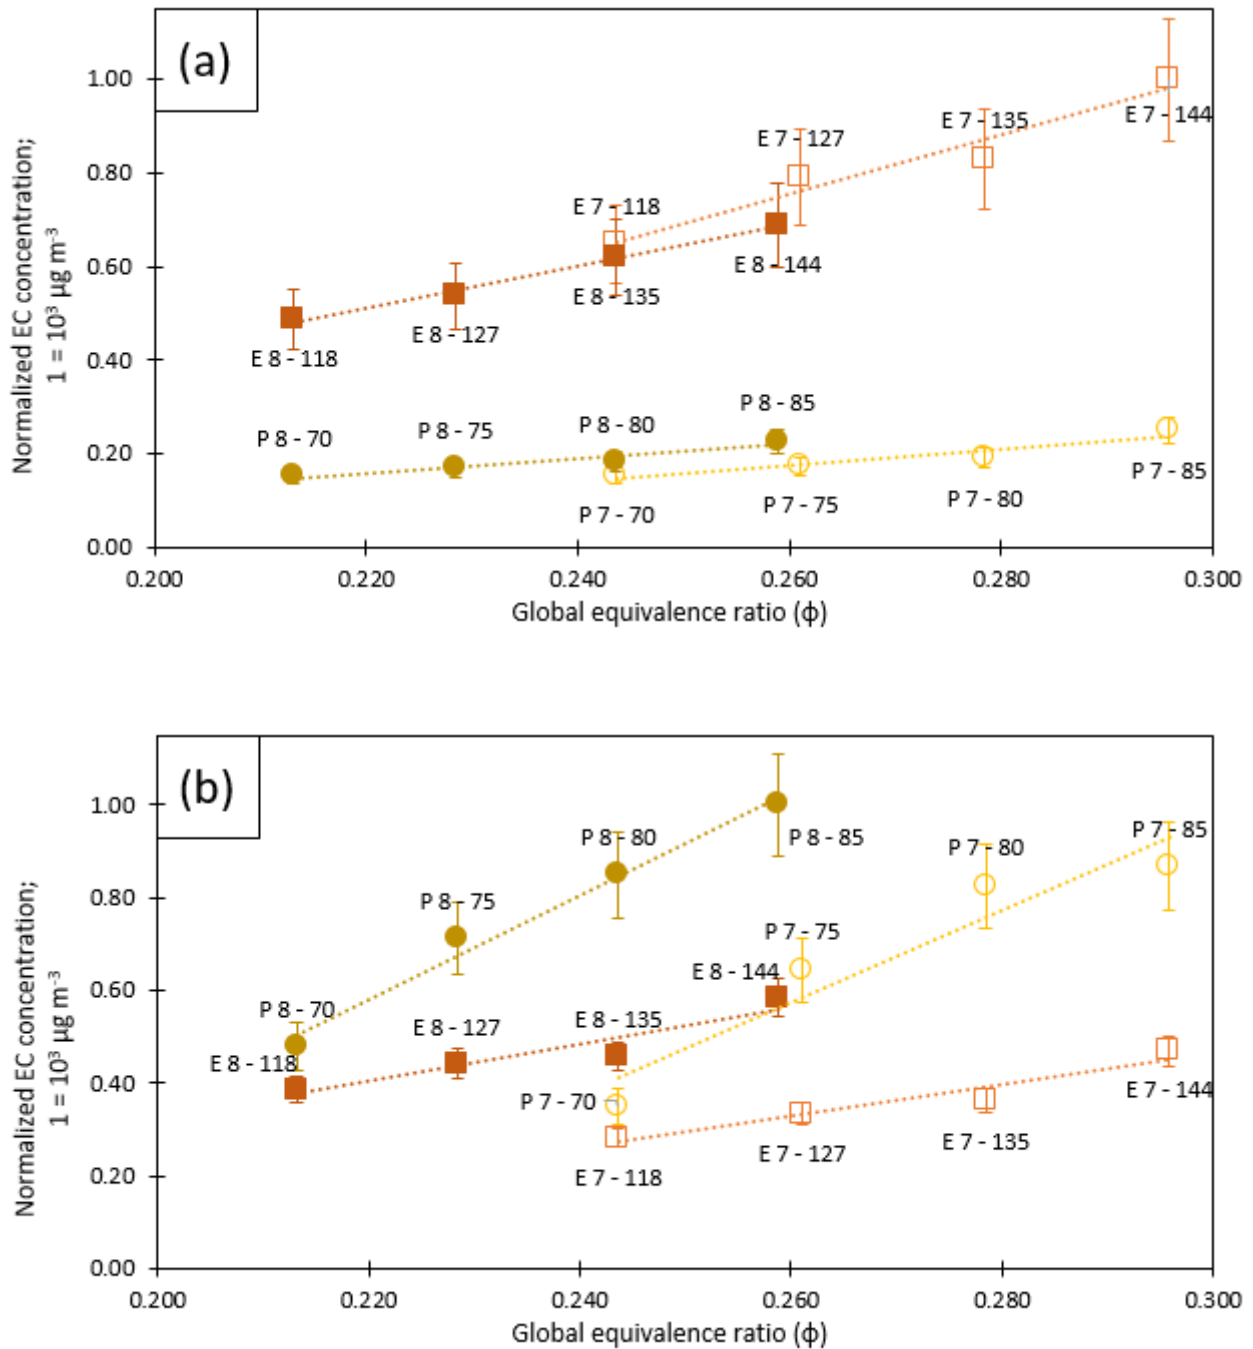 (a)
Normalized EC concentration;
1 = 10³ µg m⁻³
1.00
0.80
0.60
0.40
0.20
0.00
E 7 - 144
E 7 - 135
E 7 - 127
E 7 - 118
E 8 - 144
E 8 - 135
E 8 - 127
E 8 - 118
P 8 - 85
P 8 - 80
P 8 - 75
P 8 - 70
P 7 - 85
P 7 - 80
P 7 - 75
P 7 - 70
0.200 0.220 0.240 0.260 0.280 0.300
Global equivalence ratio (ϕ)
(b)
Normalized EC concentration;
1 = 10³ µg m⁻³
1.00
0.80
0.60
0.40
0.20
0.00
P 8 - 80
P 8 - 85
P 7 - 85
P 7 - 80
P 8 - 75
P 7 - 75
E 8 - 144
P 8 - 70
E 8 - 127
E 8 - 135
E 8 - 118
P 7 - 70
E 7 - 144
E 7 - 135
E 7 - 127
E 7 - 118
0.200 0.220 0.240 0.260 0.280 0.300
Global equivalence ratio (ϕ)